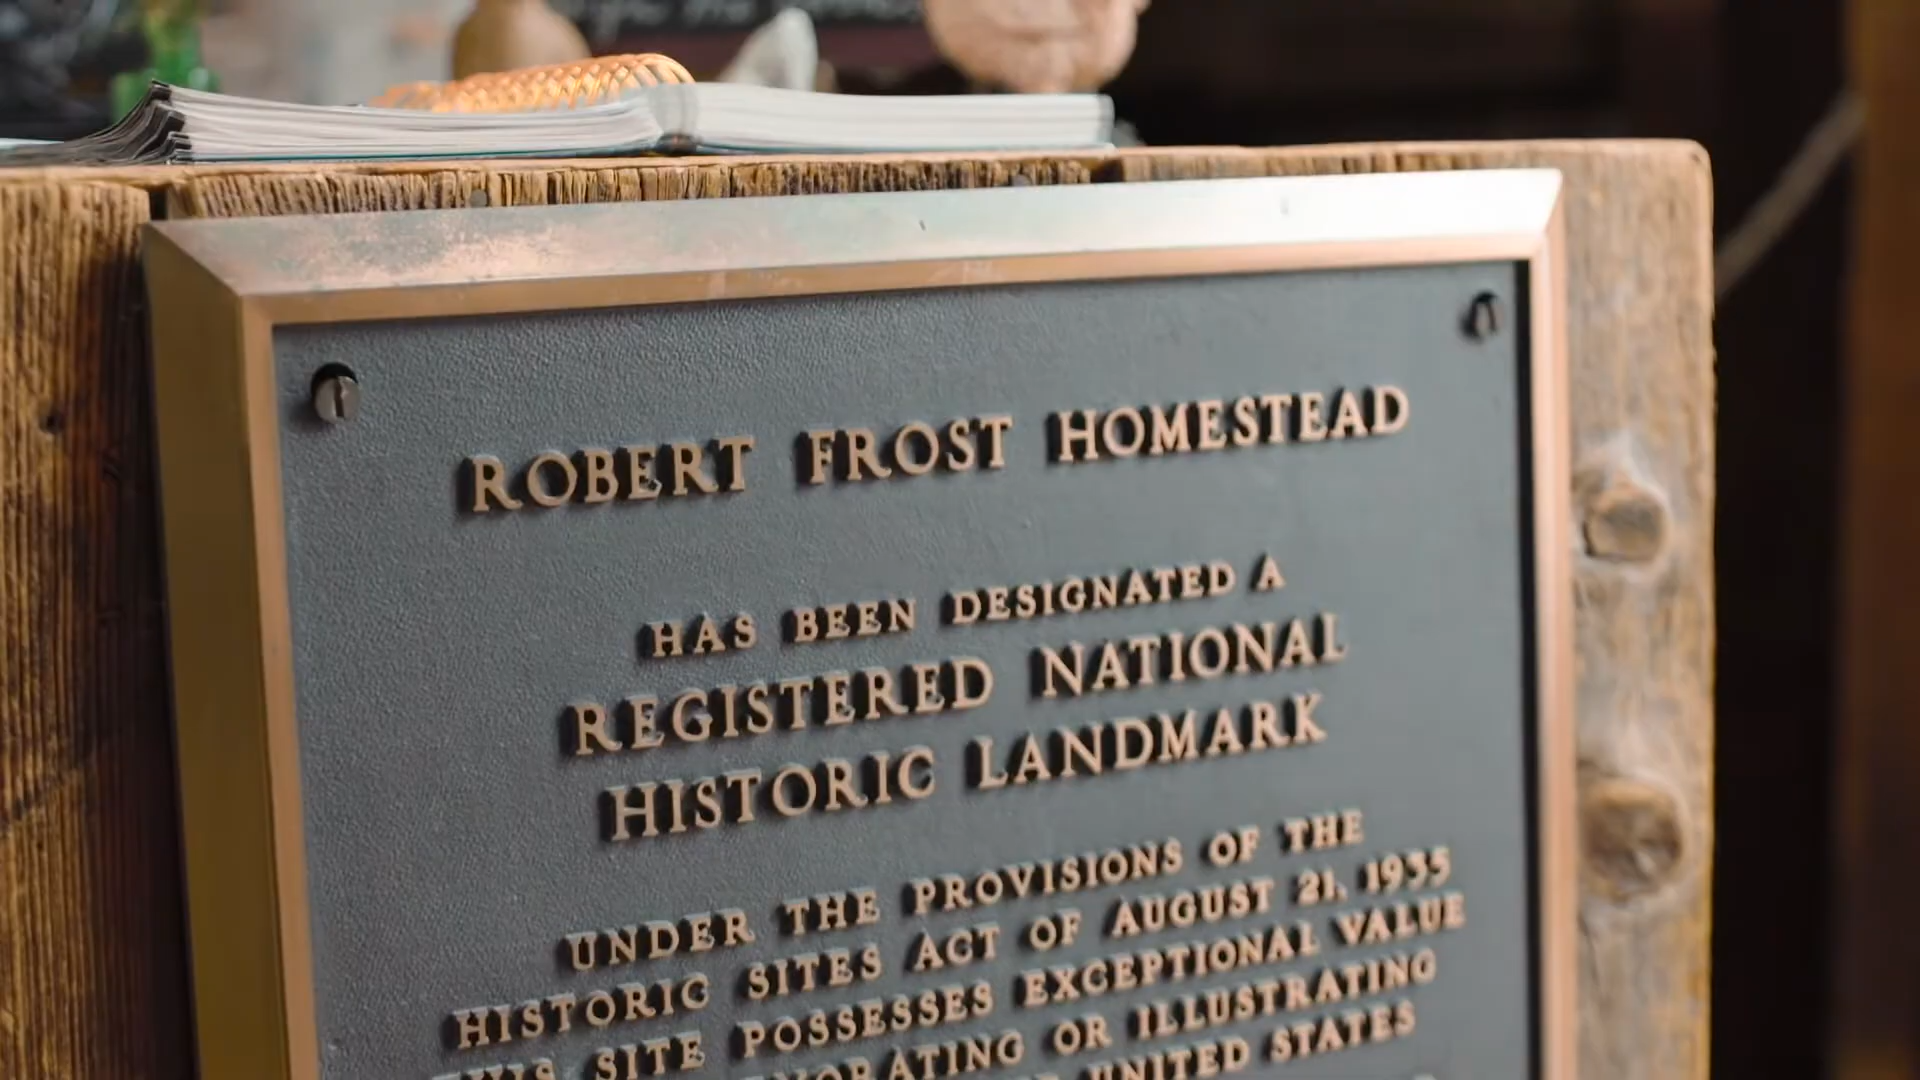 ROBERT FROST HOMESTEAD
HAS BEEN DESIGNATED A
REGISTERED NATIONAL
HISTORIC LANDMARK
UNDER THE PROVISIONS OF THE
HISTORIC SITES ACT OF AUGUST 21, 1935
THIS SITE POSSESSES EXCEPTIONAL VALUE
OR ILLUSTRATING
UNITED STATES